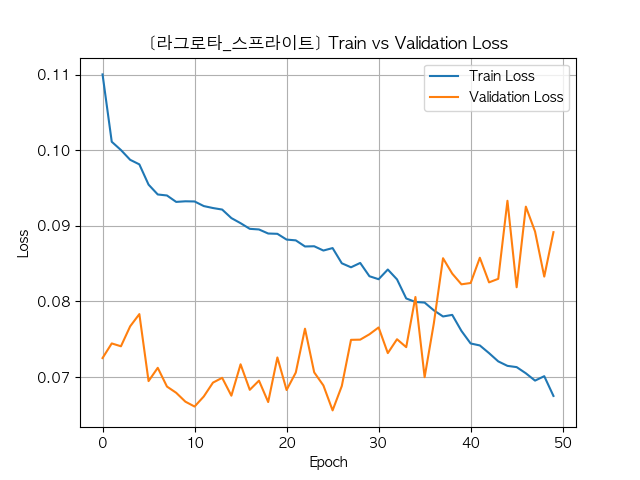 [라그로타_스프라이트] Train vs Validation Loss
Train Loss
Validation Loss
0.11
0.10
0.09
0.08
0.07
Loss
0
10
20
30
40
50
Epoch